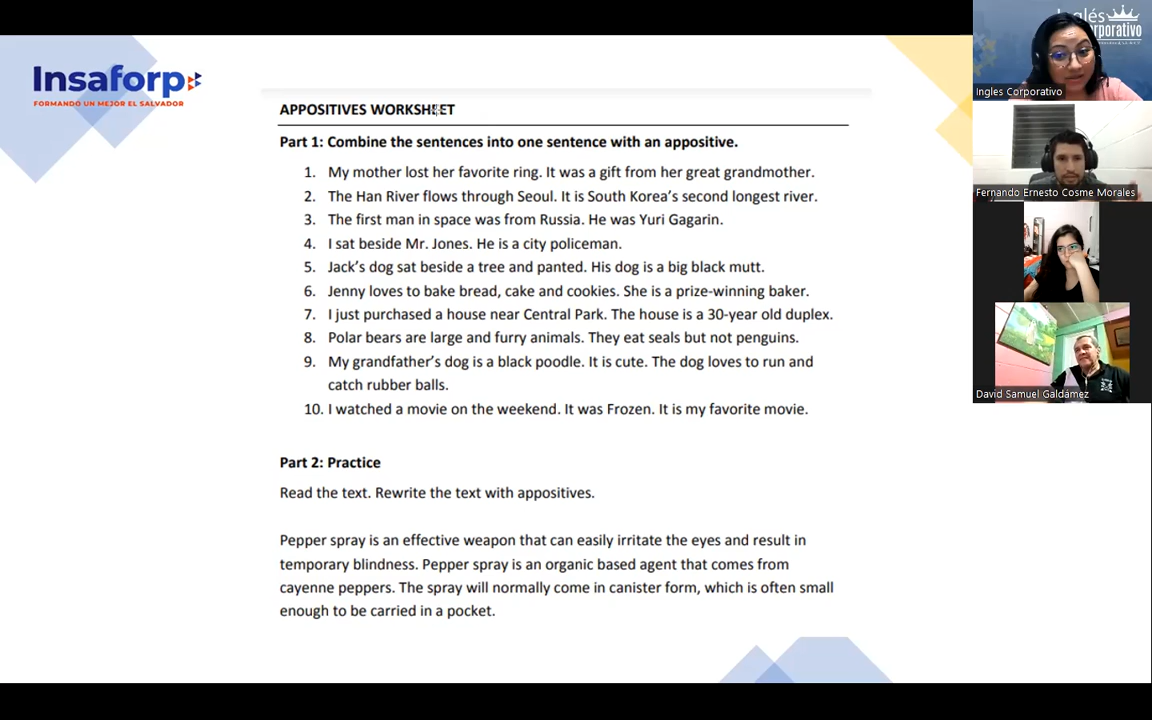 Insaforp
FORMANDO UN MEJOR EL SALVADOR
APPOSITIVES WORKSHEET
Part 1: Combine the sentences into one sentence with an appositive.
1. My mother lost her favorite ring. It was a gift from her great grandmother.
2. The Han River flows through Seoul. It is South Korea's second longest river.
3. The first man in space was from Russia. He was Yuri Gagarin.
4. I sat beside Mr. Jones. He is a city policeman.
5. Jack's dog sat beside a tree and panted. His dog is a big black mutt.
6. Jenny loves to bake bread, cake and cookies. She is a prize-winning baker.
7. I just purchased a house near Central Park. The house is a 30-year old duplex.
8. Polar bears are large and furry animals. They eat seals but not penguins.
9. My grandfather's dog is a black poodle. It is cute. The dog loves to run and
catch rubber balls.
10. I watched a movie on the weekend. It was Frozen. It is my favorite movie.
Part 2: Practice
Read the text. Rewrite the text with appositives.
Pepper spray is an effective weapon that can easily irritate the eyes and result in
temporary blindness. Pepper spray is an organic based agent that comes from
cayenne peppers. The spray will normally come in canister form, which is often small
enough to be carried in a pocket.
Ingles Corporativo
Fernando Ernesto Cosme Morales
David Samuel Galdámez